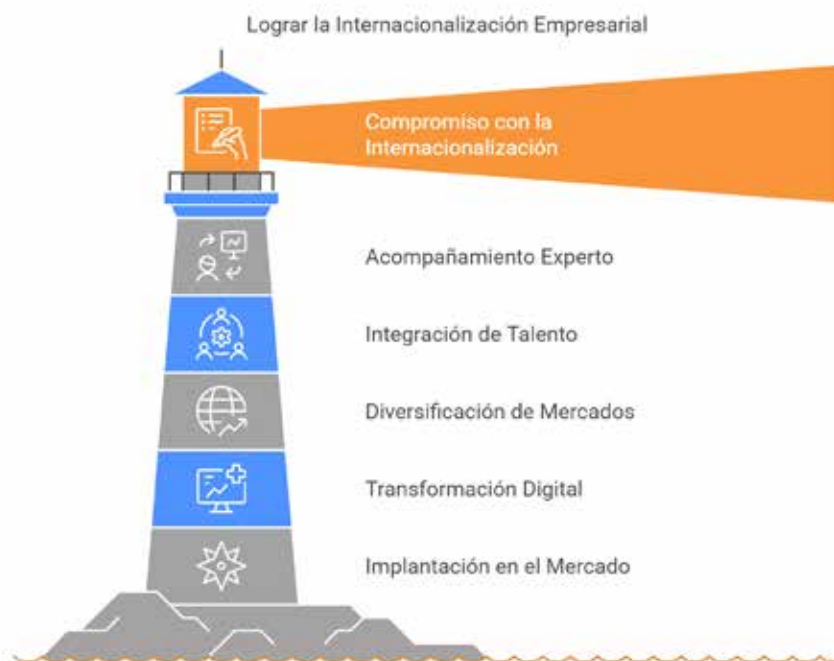 Lograr la Internacionalización Empresarial
Compromiso con la
Internacionalización
Acompañamiento Experto
Integración de Talento
Diversificación de Mercados
Transformación Digital
Implantación en el Mercado